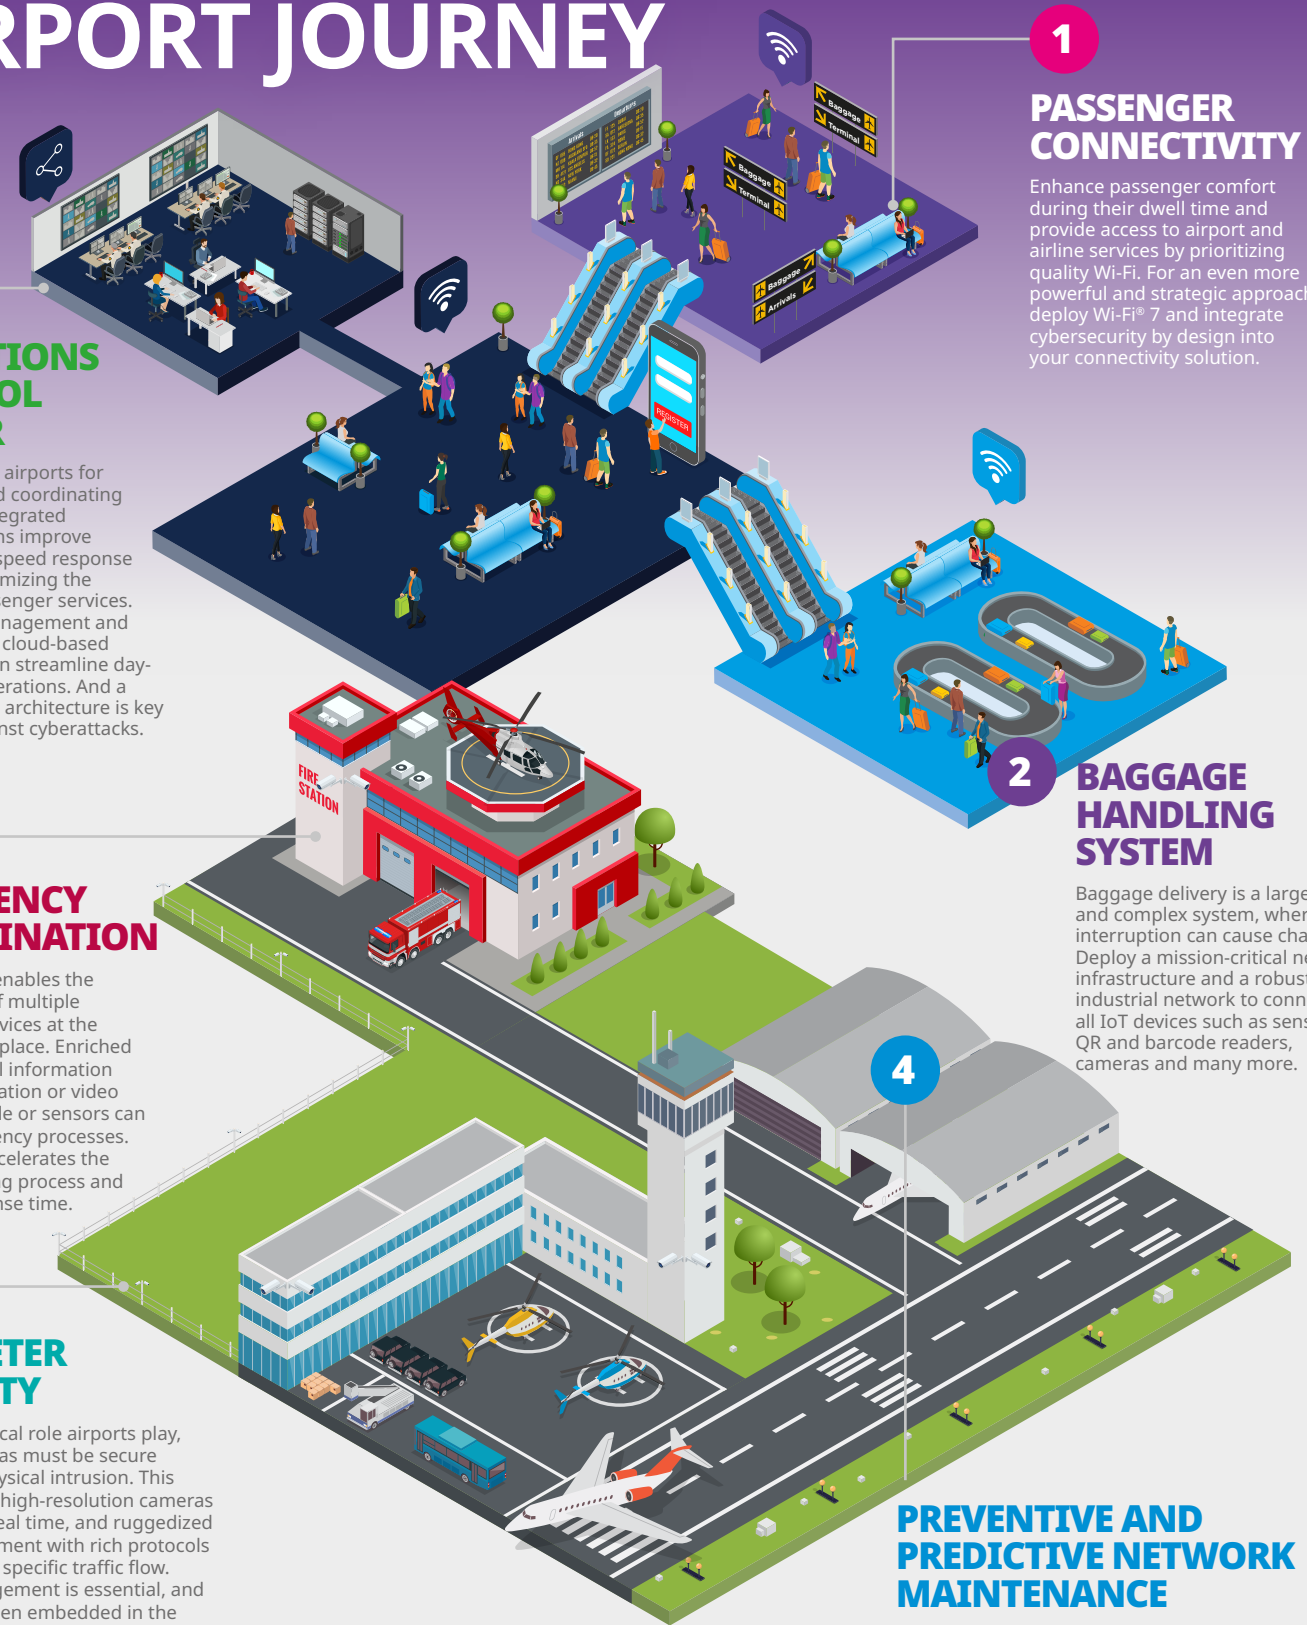 RPORT JOURNEY
1
PASSENGER
CONNECTIVITY
Enhance passenger comfort
during their dwell time and
provide access to airport and
airline services by prioritizing
quality Wi-Fi. For an even more
powerful and strategic approach
deploy Wi-Fi® 7 and integrate
cybersecurity by design into
your connectivity solution.
Arrivals
Departures
Baggage
Terminal
Baggage
Terminal
Baggage
Arrivals
REGISTER
TIONS
OL
R
airports for
d coordinating
egrated
ns improve
speed response
mizing the
senger services.
nagement and
cloud-based
n streamline day-
erations. And a
architecture is key
nst cyberattacks.
2
BAGGAGE
HANDLING
SYSTEM
Baggage delivery is a large
and complex system, wher
interruption can cause cha
Deploy a mission-critical ne
infrastructure and a robust
industrial network to conn
all IoT devices such as sens
QR and barcode readers,
cameras and many more.
FIRE
STATION
ENCY
INATION
enables the
f multiple
vices at the
place. Enriched
l information
ation or video
le or sensors can
ency processes.
celerates the
g process and
nse time.
4
PREVENTIVE AND
PREDICTIVE NETWORK
MAINTENANCE
ETER
TY
cal role airports play,
as must be secure
ysical intrusion. This
high-resolution cameras
eal time, and ruggedized
ment with rich protocols
specific traffic flow.
gement is essential, and
en embedded in the